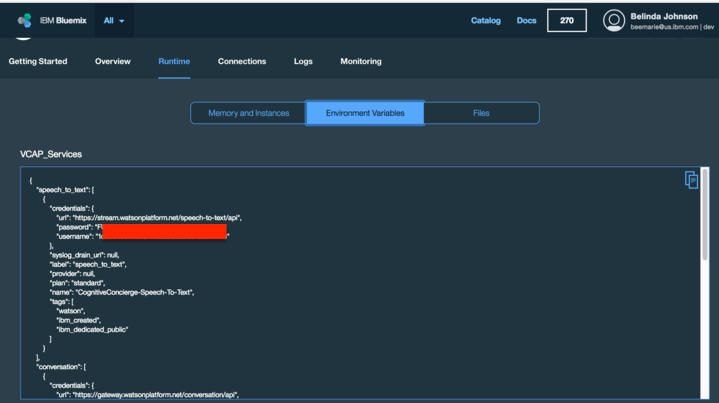 IBM Bluemix
All
Catalog
Docs
270
Belinda Johnson
beemarie@us.ibm.com | dev
Getting Started
Overview
Runtime
Connections
Logs
Monitoring
Memory and Instances
Environment Variables
Files
VCAP_Services
{
"speech_to_text": [
{
"credentials": {
"url": "https://stream.watsonplatform.net/speech-to-text/api",
"password": "F
"username": "
},
"syslog_drain_url": null,
"label": "speech_to_text",
"provider": null,
"plan": "standard",
"name": "CognitiveConcierge-Speech-To-Text",
"tags": [
"watson",
"ibm_created",
"ibm_dedicated_public"
]
}
],
"conversation": [
{
"credentials": {
"url": "https://gateway.watsonplatform.net/conversation/api",